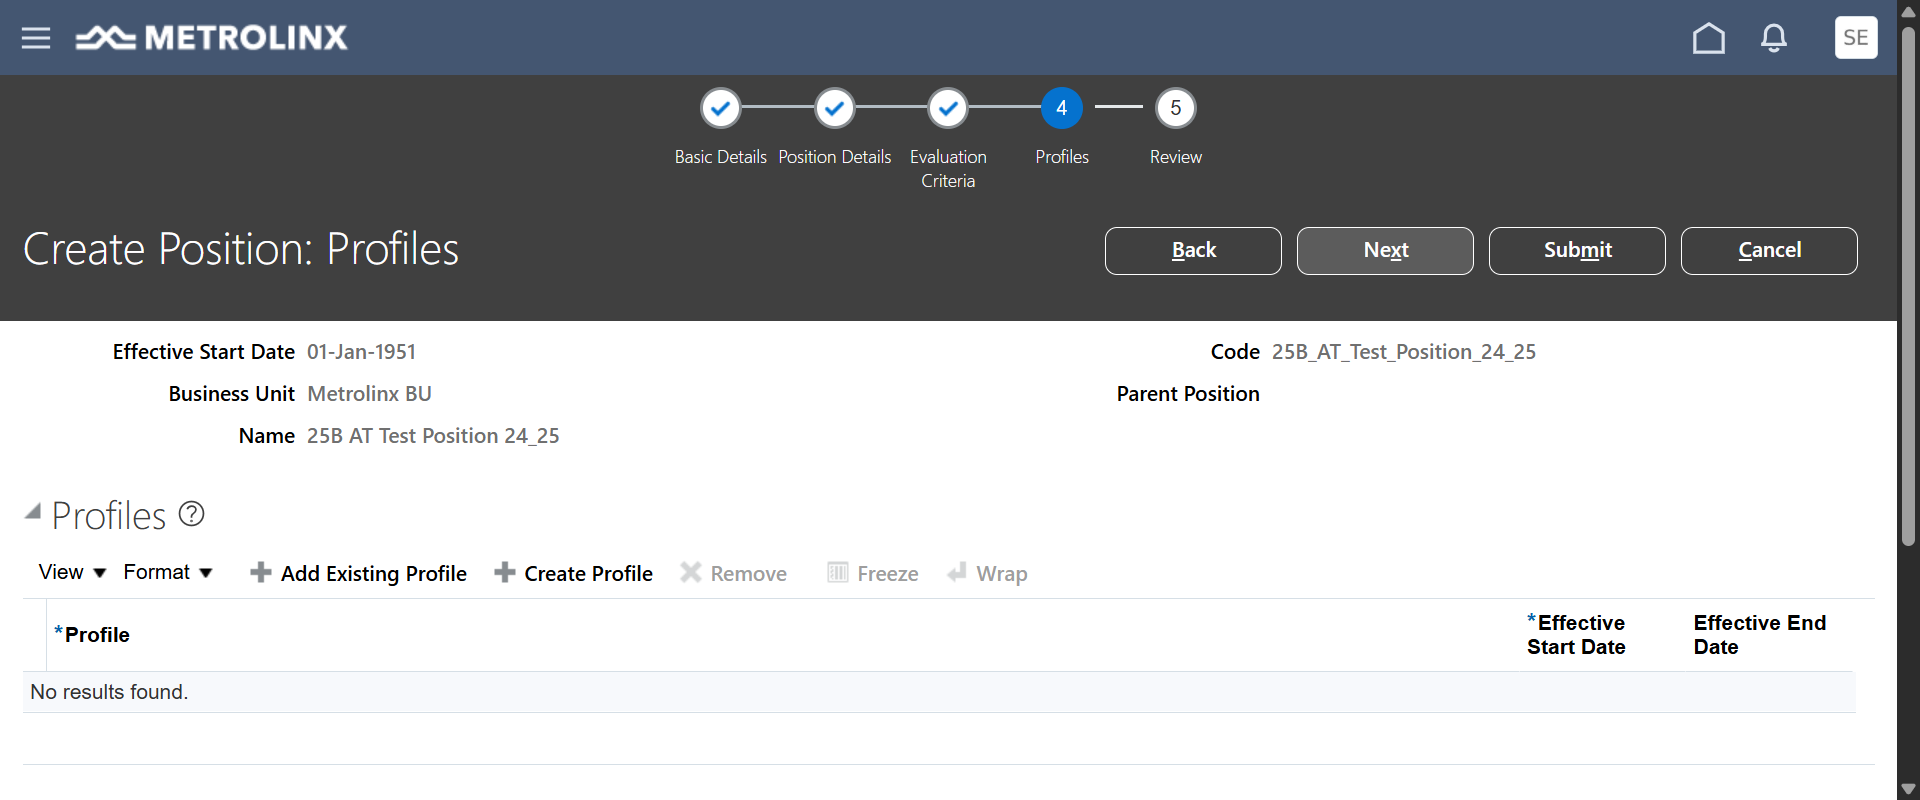 METROLINX
SE
4
5
Basic Details
Position Details
Evaluation
Criteria
Profiles
Review
Create Position: Profiles
Back
Next
Submit
Cancel
Effective Start Date 01-Jan-1951
Code 25B_AT_Test_Position_24_25
Business Unit Metrolinx BU
Parent Position
Name 25B AT Test Position 24_25
Profiles ?
View
Format
Add Existing Profile
Create Profile
Remove
Freeze
Wrap
*Profile
*Effective
Start Date
Effective End
Date
No results found.